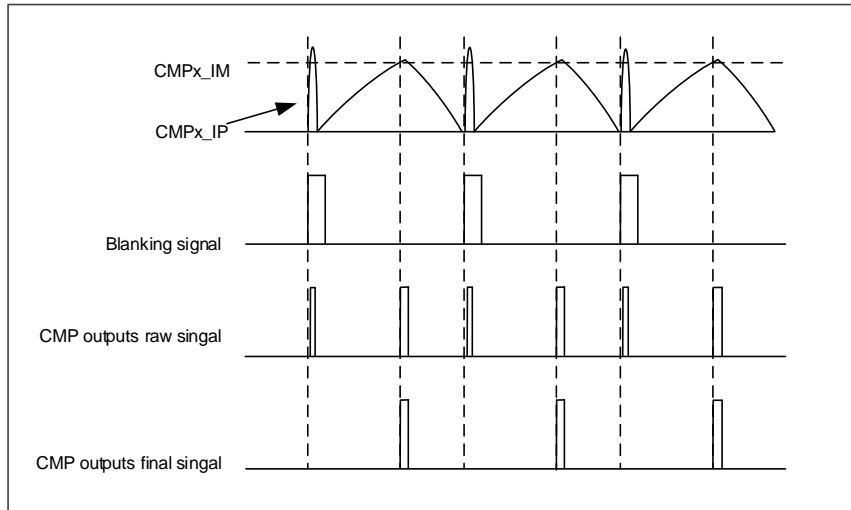 CMPx_IM
CMPx_IP
Blanking signal
CMP outputs raw singal
CMP outputs final singal